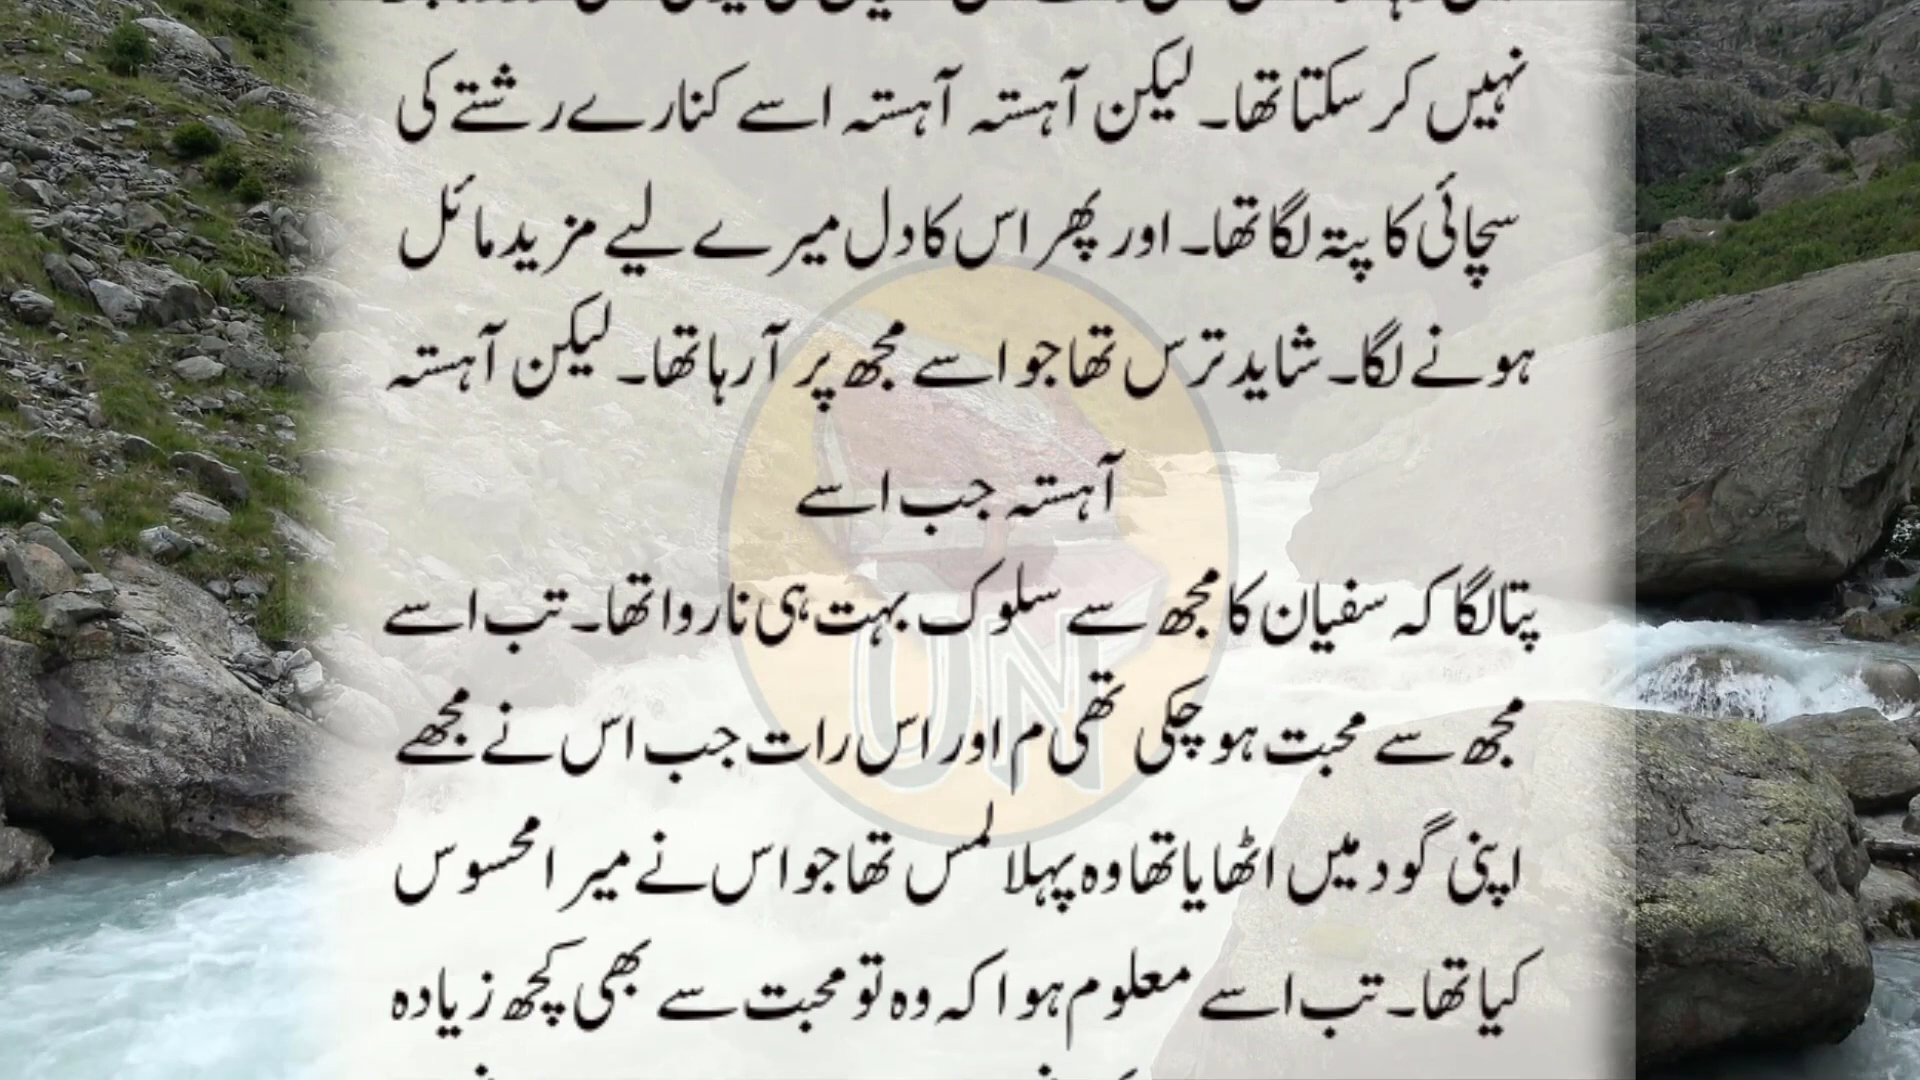 نہیں کر سکتا تھا۔ لیکن آہستہ آہستہ اسے کنارے رشتے کی
سچائی کا پتہ لگا تھا۔ اور پھر اس کا دل میرے لیے مزید مائل
ہونے لگا۔ شاید ترس تھا جو اسے مجھ پر آرہا تھا۔ لیکن آہستہ
آہستہ جب اسے
پتا لگا کہ سفیان کا مجھ سے سلوک بہت ہی ناروا تھا۔ تب اسے
مجھ سے محبت ہو چکی تھی م اور اس رات جب اس نے مجھے
UN
اپنی گود میں اٹھایا تھا وہ پہلا لمس تھا جو اس نے میرا محسوس
کیا تھا۔ تب اسے معلوم ہوا کہ وہ تو محبت سے بھی کچھ زیادہ